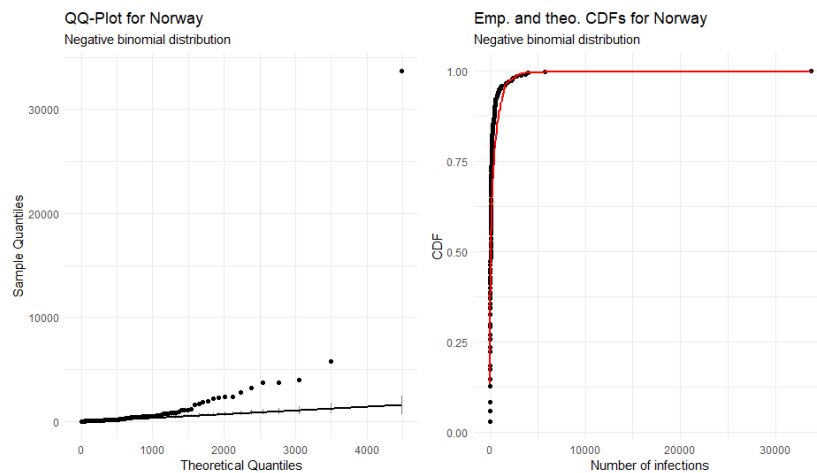 QQ-Plot for Norway
Negative binomial distribution
30000
20000
10000
0
Sample Quantiles
0 1000 2000 3000 4000
Theoretical Quantiles
Emp. and theo. CDFs for Norway
Negative binomial distribution
1.00
0.75
0.50
0.25
0.00
CDF
0 10000 20000 30000
Number of infections